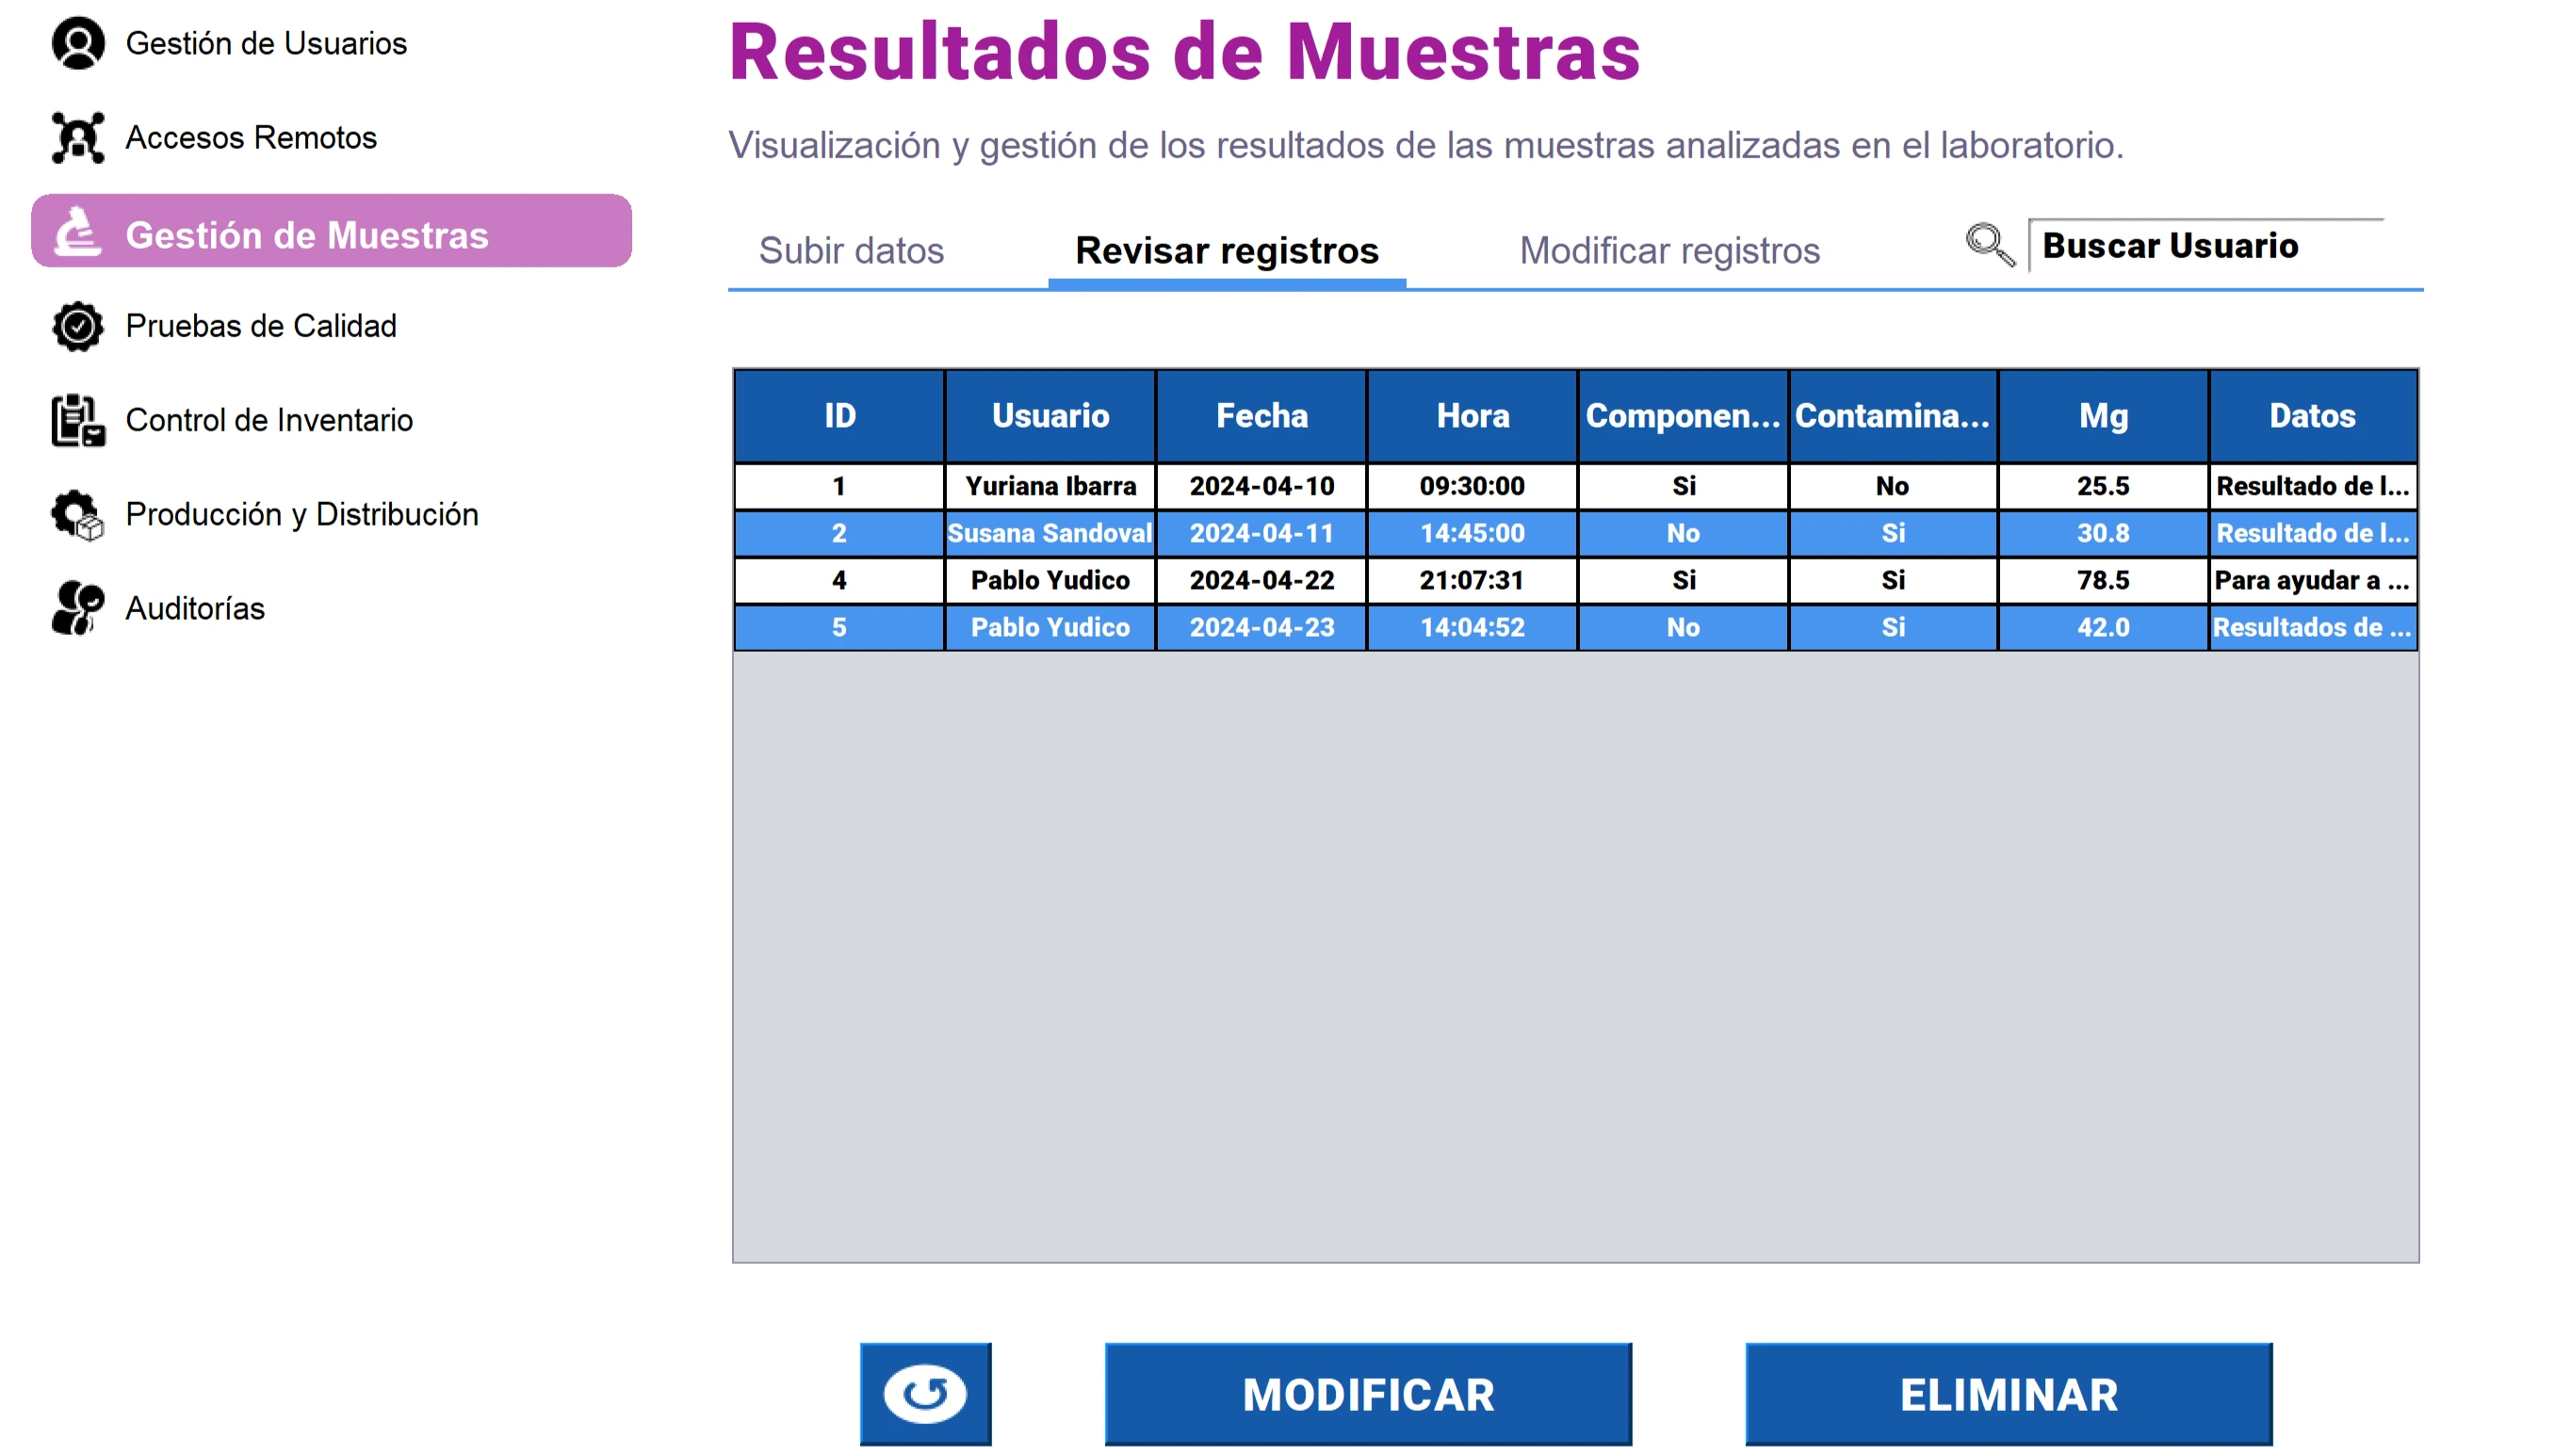 Gestión de Usuarios
Accesos Remotos
Gestión de Muestras
Pruebas de Calidad
Control de Inventario
Producción y Distribución
Auditorías
Resultados de Muestras
Visualización y gestión de los resultados de las muestras analizadas en el laboratorio.
Subir datos Revisar registros Modificar registros Buscar Usuario
ID Usuario Fecha Hora Componen... Contamina... Mg Datos
1 Yuriana Ibarra 2024-04-10 09:30:00 Si No 25.5 Resultado de l...
2 Susana Sandoval 2024-04-11 14:45:00 No Si 30.8 Resultado de l...
4 Pablo Yudico 2024-04-22 21:07:31 Si Si 78.5 Para ayudar a ...
5 Pablo Yudico 2024-04-23 14:04:52 No Si 42.0 Resultados de ...
MODIFICAR ELIMINAR